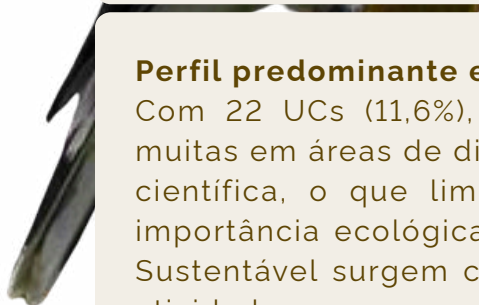 Perfil predominante e
Com 22 UCs (11,6%),
muitas em áreas de di
científica, o que lim
importância ecológica
Sustentável surgem c